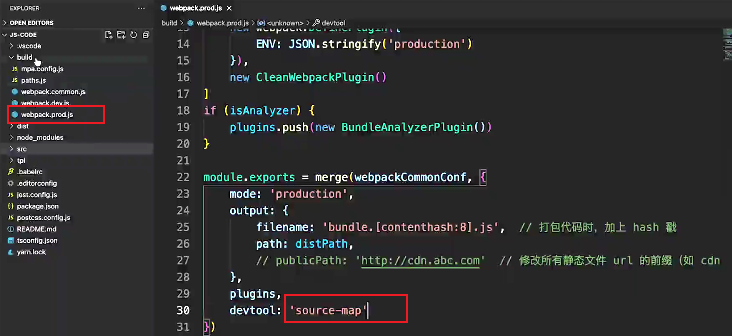 EXPLORER
...
webpack.prod.js
OPEN EDITORS
build > webpack.prod.js > <unknown> > devtool
JS-CODE
.vscode
build
mpa.config.js
paths.js
webpack.common.js
webpack.dev.js
webpack.prod.js
dist
node_modules
src
tpl
.babelrc
.editorconfig
jest.config.js
package.json
postcss.config.js
README.md
tsconfig.json
yarn.lock
new webpack.DefinePlugin({
14 ENV: JSON.stringify('production')
15 }),
16 new CleanWebpackPlugin()
17 ]
18 if (isAnalyzer) {
19 plugins.push(new BundleAnalyzerPlugin())
20 }
21
22 module.exports = merge(webpackCommonConf, {
23 mode: 'production',
24 output: {
25 filename: 'bundle.[contenthash:8].js', // 打包代码时，加上 hash 戳
26 path: distPath,
27 // publicPath: 'http://cdn.abc.com' // 修改所有静态文件 url 的前缀（如 cdn
28 },
29 plugins,
30 devtool: 'source-map'
31 })